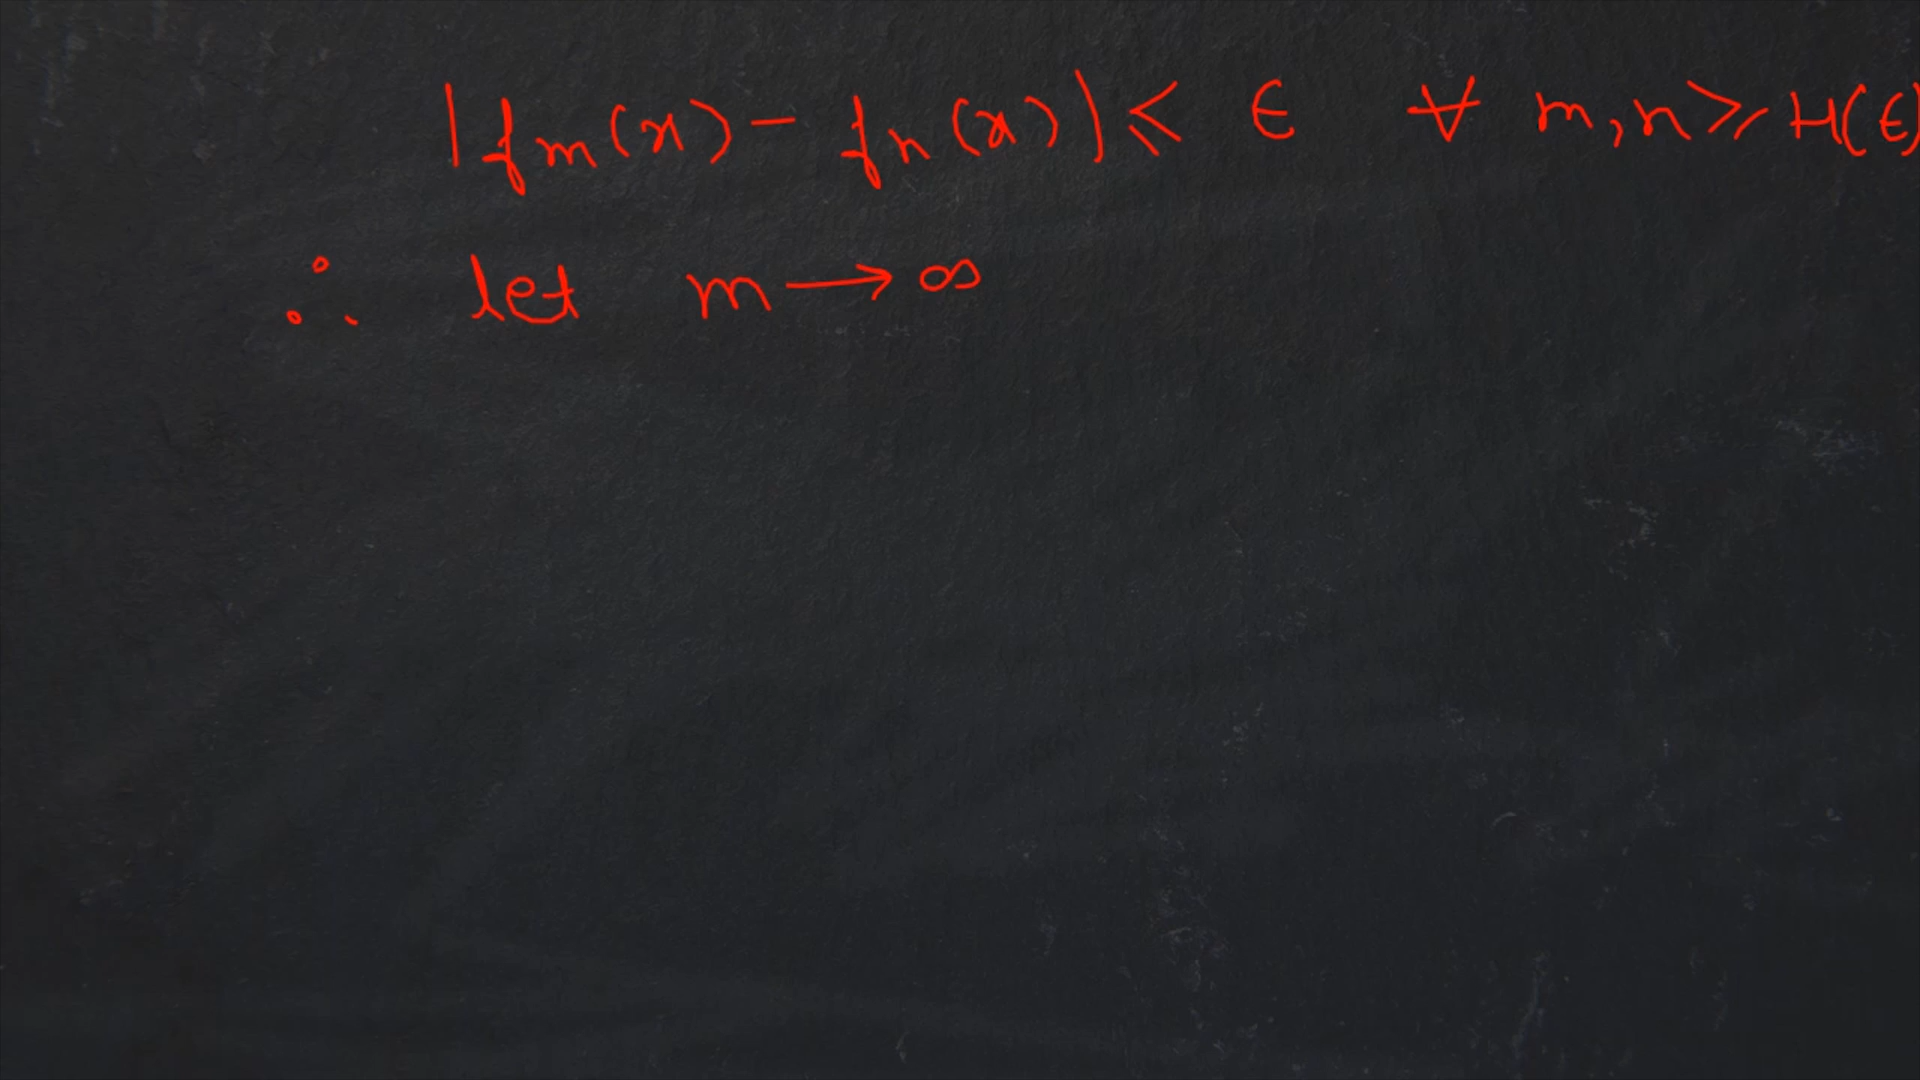 |fm(x) - fn(x)| ⩽ ϵ ∀ m,n ⩾ H(ϵ)
∴ let m → ∞